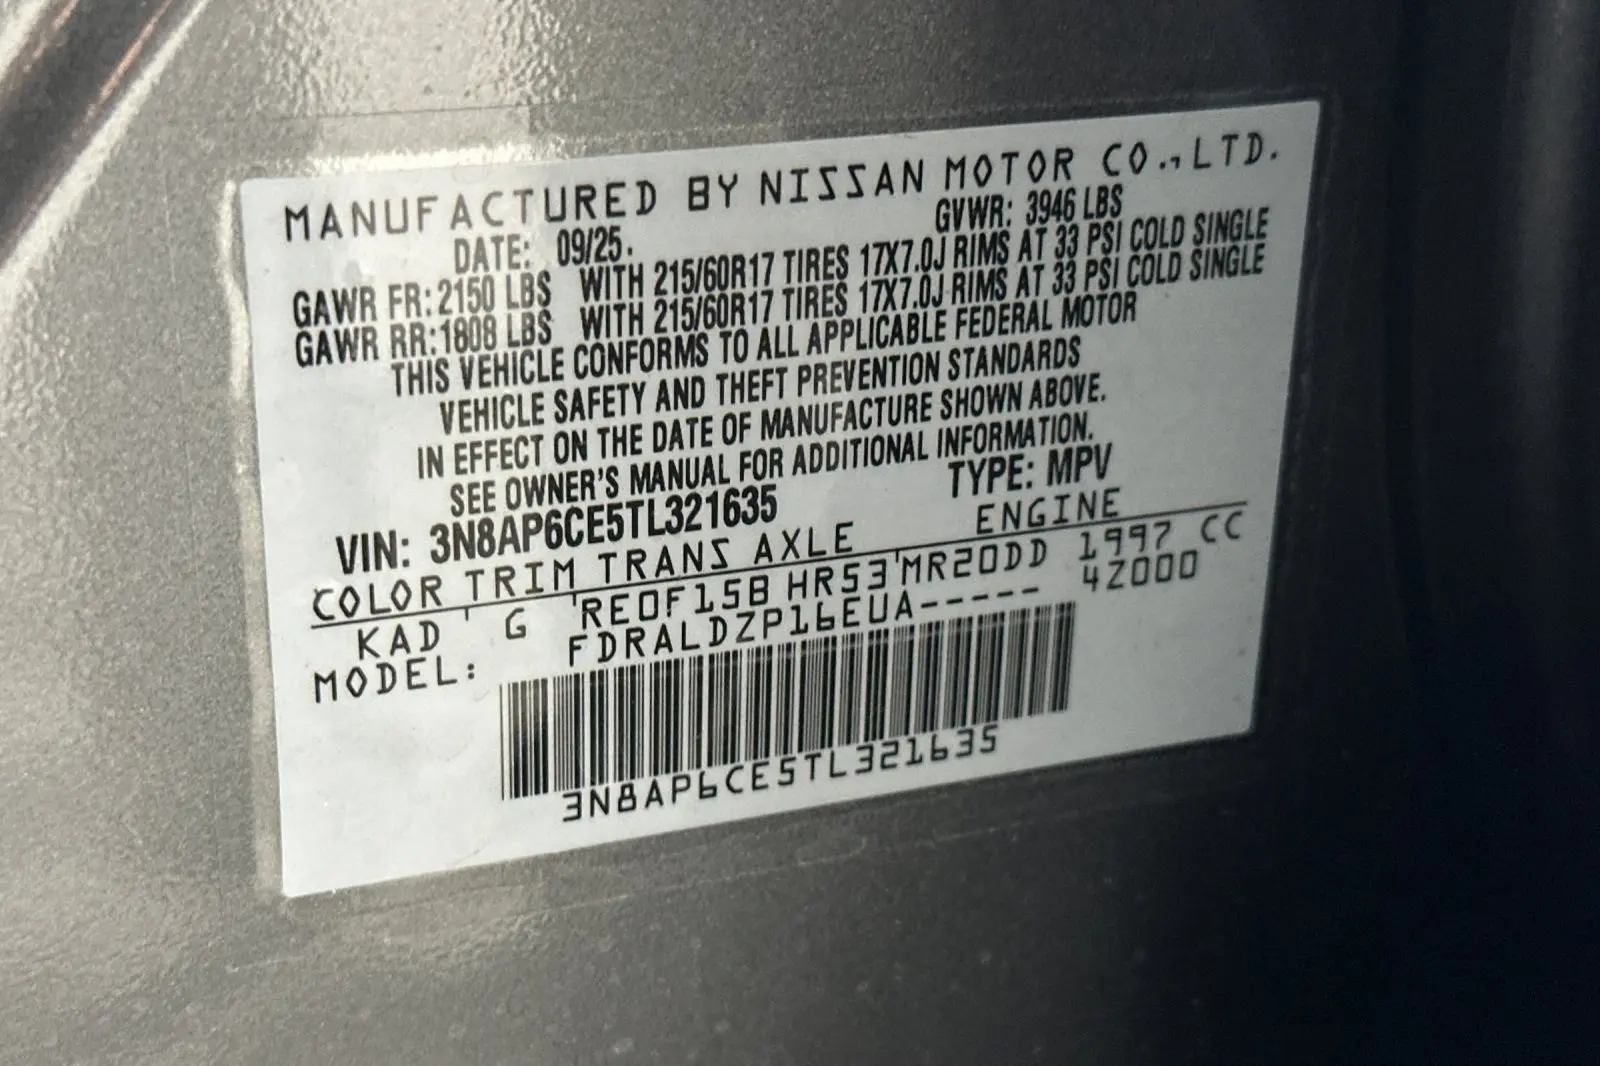 MANUFACTURED BY NISSAN MOTOR CO.,LTD.
DATE: 09/25. GVWR: 3946 LBS
GAWR FR: 2150 LBS WITH 215/60R17 TIRES 17X7.0J RIMS AT 33 PSI COLD SINGLE
GAWR RR: 1808 LBS WITH 215/60R17 TIRES 17X7.0J RIMS AT 33 PSI COLD SINGLE
THIS VEHICLE CONFORMS TO ALL APPLICABLE FEDERAL MOTOR
VEHICLE SAFETY AND THEFT PREVENTION STANDARDS
IN EFFECT ON THE DATE OF MANUFACTURE SHOWN ABOVE.
SEE OWNER'S MANUAL FOR ADDITIONAL INFORMATION.
VIN: 3N8AP6CE5TL321635 TYPE: MPV
COLOR TRIM TRANS AXLE ENGINE
KAD G RE0F15B HR53 MR20DD 1997 CC
MODEL: FDRALDZP16EUA----- 4Z000
3N8AP6CE5TL321635